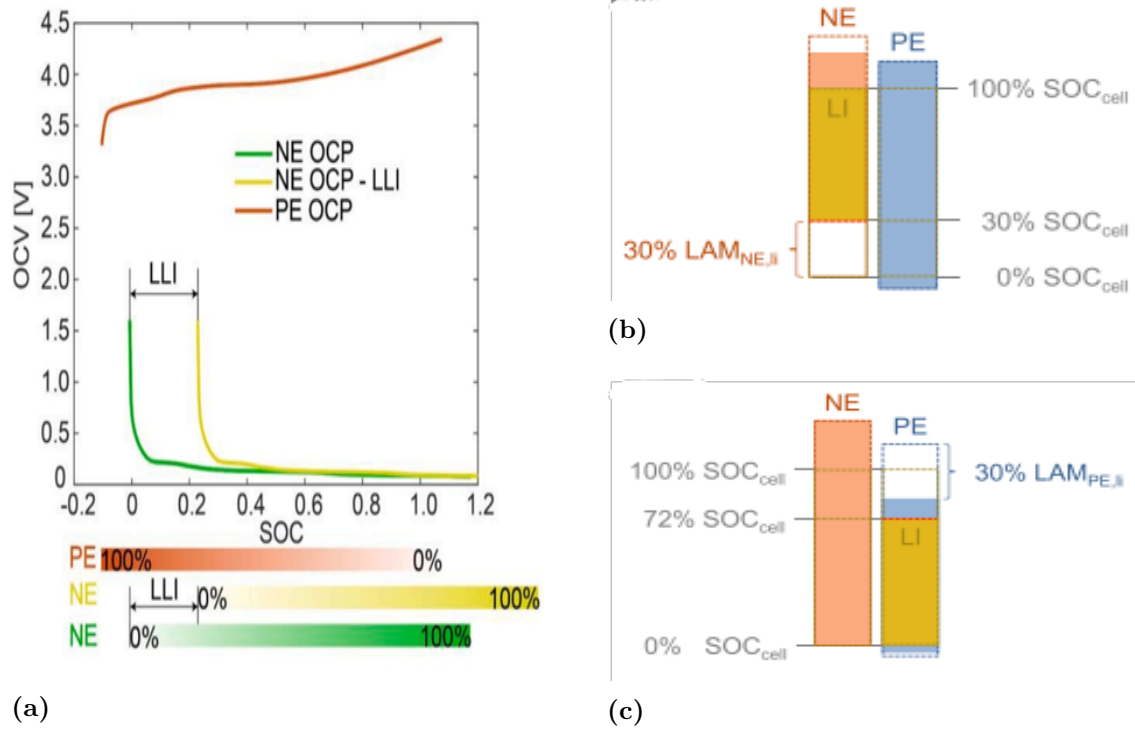 4.5
4.0
3.5
3.0
2.5
2.0
1.5
1.0
0.5
0
OCV [V]
NE OCP
NE OCP - LLI
PE OCP
LLI
-0.2 0 0.2 0.4 0.6 0.8 1.0 1.2
SOC
PE 100% 0%
LLI
NE 0% 100%
NE 0% 100%
(a)
NE
PE
100% SOCcell
LI
30% SOCcell
30% LAMNE,li
0% SOCcell
(b)
NE
PE
100% SOCcell
30% LAMPE,li
72% SOCcell
LI
0% SOCcell
(c)